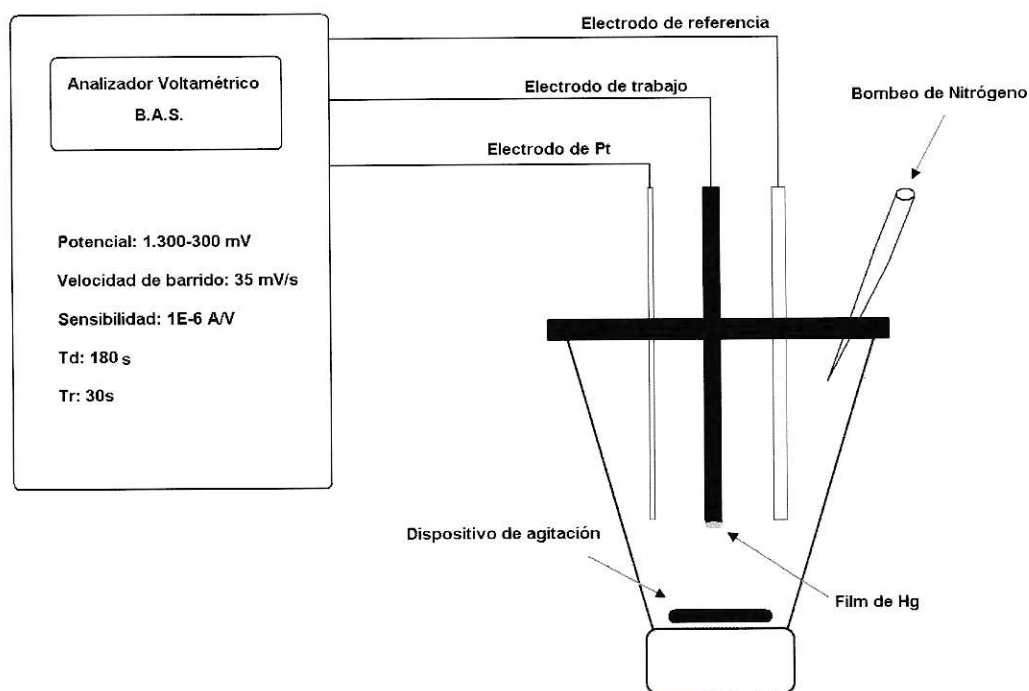 Electrodo de referencia
Analizador Voltamétrico
B.A.S.
Electrodo de trabajo
Bombeo de Nitrógeno
Electrodo de Pt
Potencial: 1.300-300 mV
Velocidad de barrido: 35 mV/s
Sensibilidad: 1E-6 A/V
Td: 180 s
Tr: 30s
Dispositivo de agitación
Film de Hg